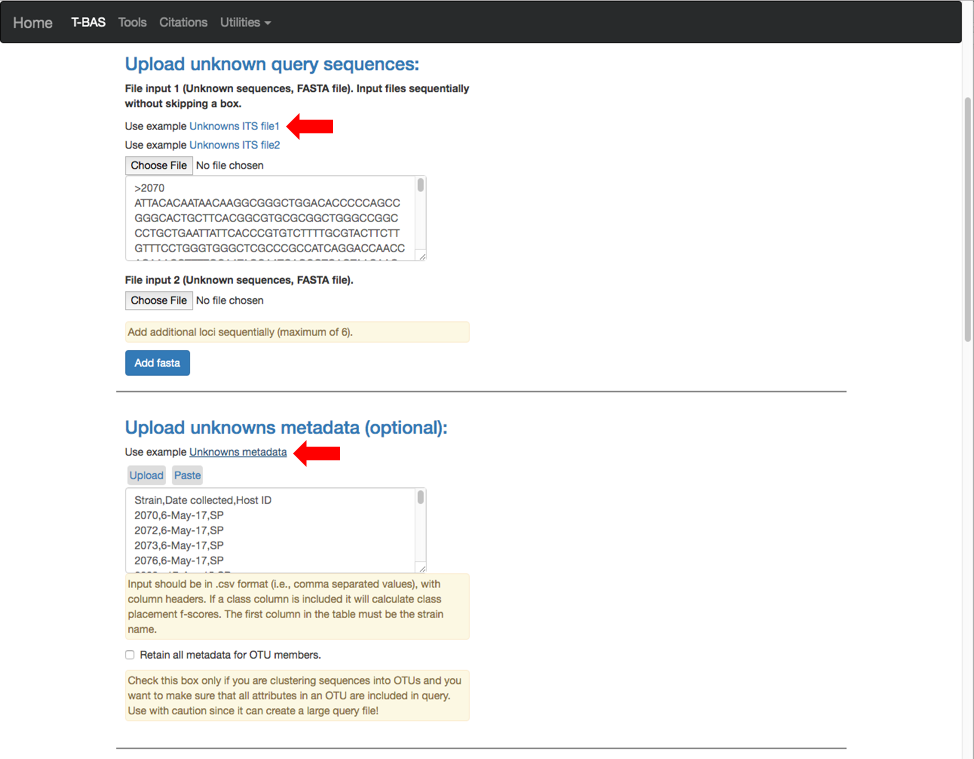 Home T-BAS Tools Citations Utilities
Upload unknown query sequences:
File input 1 (Unknown sequences, FASTA file). Input files sequentially
without skipping a box.
Use example Unknowns ITS file1
Use example Unknowns ITS file2
Choose File No file chosen
>2070
ATTACACAATAACAAGGCGGGCTGGACACCCCCAGCC
GGGCACTGCTTCACGGCGTGCGCGGCTGGGCCGGC
CCTGCTGAATTATTCACCCGTGTCTTTTGCGTACTTCTT
GTTTCCTGGGTGGGCTCGCCCGCCATCAGGACCAACC
File input 2 (Unknown sequences, FASTA file).
Choose File No file chosen
Add additional loci sequentially (maximum of 6).
Add fasta
Upload unknowns metadata (optional):
Use example Unknowns metadata
Upload Paste
Strain,Date collected,Host ID
2070,6-May-17,SP
2072,6-May-17,SP
2073,6-May-17,SP
2076,6-May-17,SP
Input should be in .csv format (i.e., comma separated values), with
column headers. If a class column is included it will calculate class
placement f-scores. The first column in the table must be the strain
name.
Retain all metadata for OTU members.
Check this box only if you are clustering sequences into OTUs and you
want to make sure that all attributes in an OTU are included in query.
Use with caution since it can create a large query file!